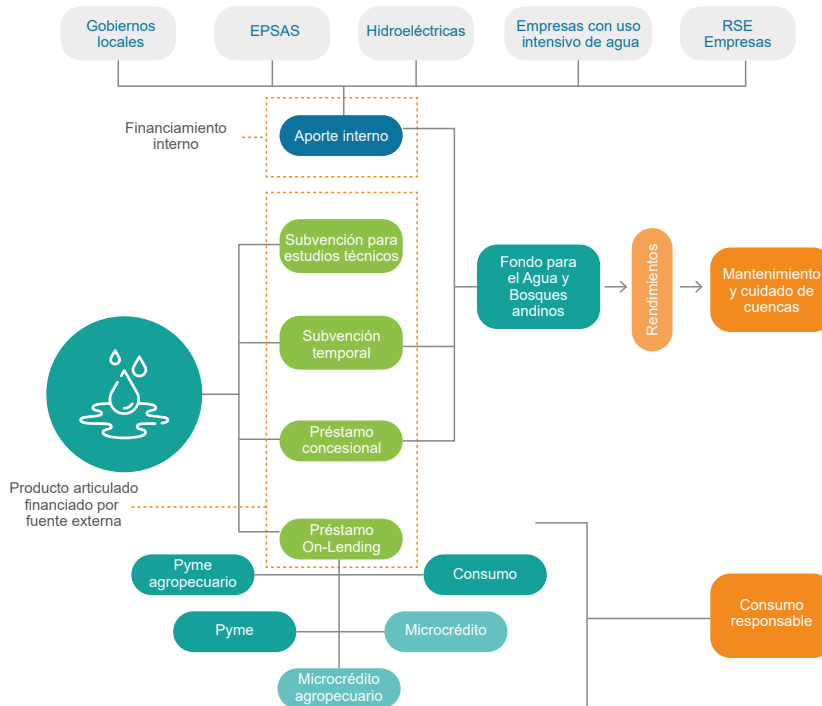 Gobiernos
locales
EPSAS
Hidroeléctricas
Empresas con uso
intensivo de agua
RSE
Empresas
Financiamiento
interno
Aporte interno
Subvención para
estudios técnicos
Subvención
temporal
Préstamo
concesional
Préstamo
On-Lending
Fondo para
el Agua y
Bosques
andinos
Rendimientos
Mantenimiento
y cuidado de
cuencas
Producto articulado
financiado por
fuente externa
Pyme
agropecuario
Consumo
Pyme
Microcrédito
Microcrédito
agropecuario
Consumo
responsable